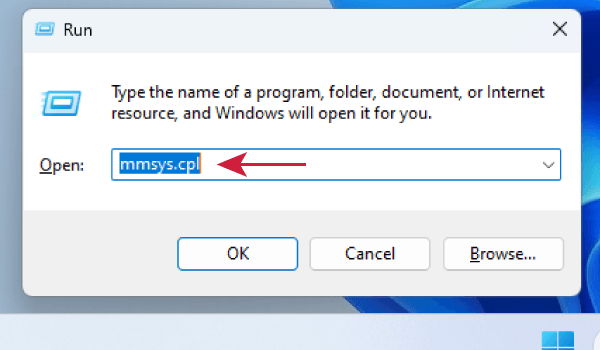 Run
Type the name of a program, folder, document, or Internet
resource, and Windows will open it for you.
Open: mmsys.cpl
OK Cancel Browse...